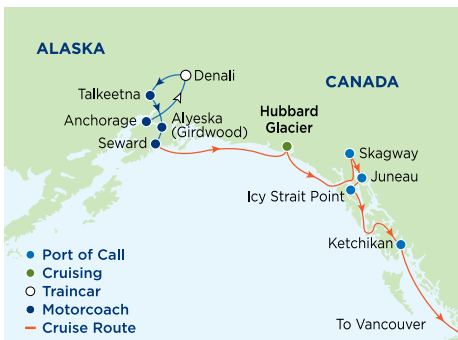 ALASKA
Denali
Talkeetna
CANADA
Anchorage
Alyeska
(Girdwood)
Hubbard
Glacier
Seward
Skagway
Juneau
Icy Strait Point
Ketchikan
Port of Call
Cruising
Traincar
Motorcoach
Cruise Route
To Vancouver